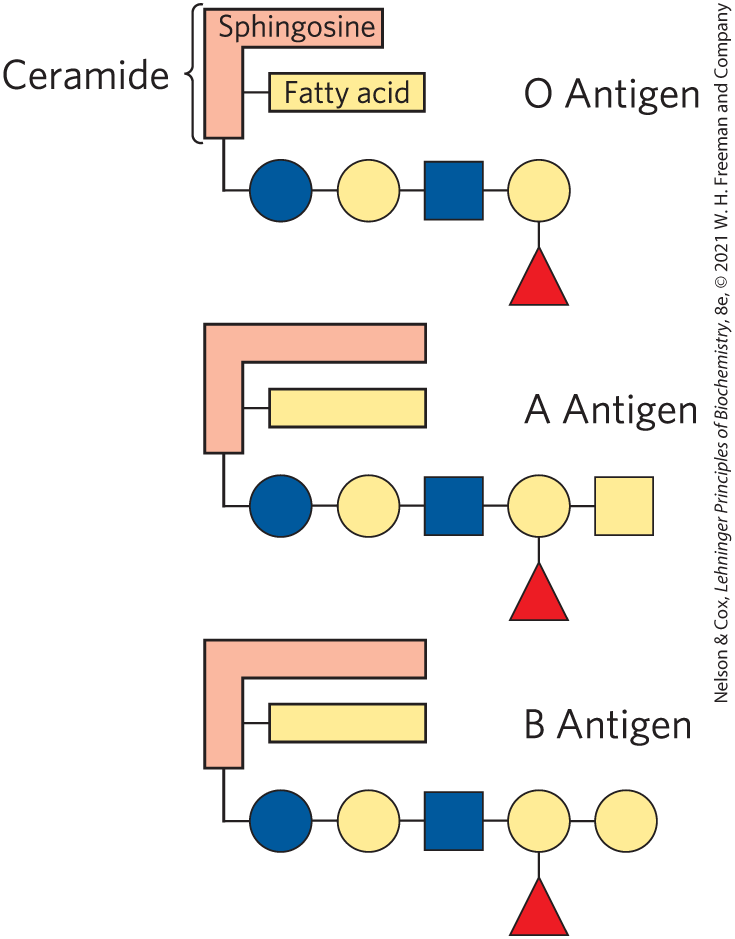 Sphingosine
Ceramide
Fatty acid
O Antigen
A Antigen
B Antigen
Nelson & Cox, Lehninger Principles of Biochemistry, 8e, © 2021 W. H. Freeman and Company